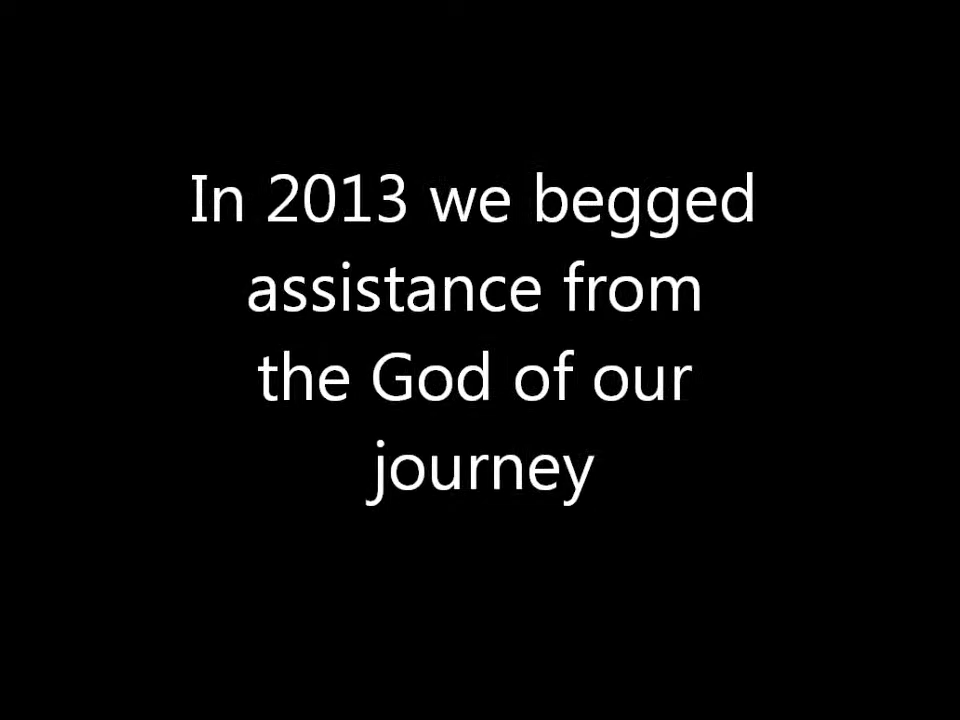 In 2013 we begged
assistance from
the God of our
journey